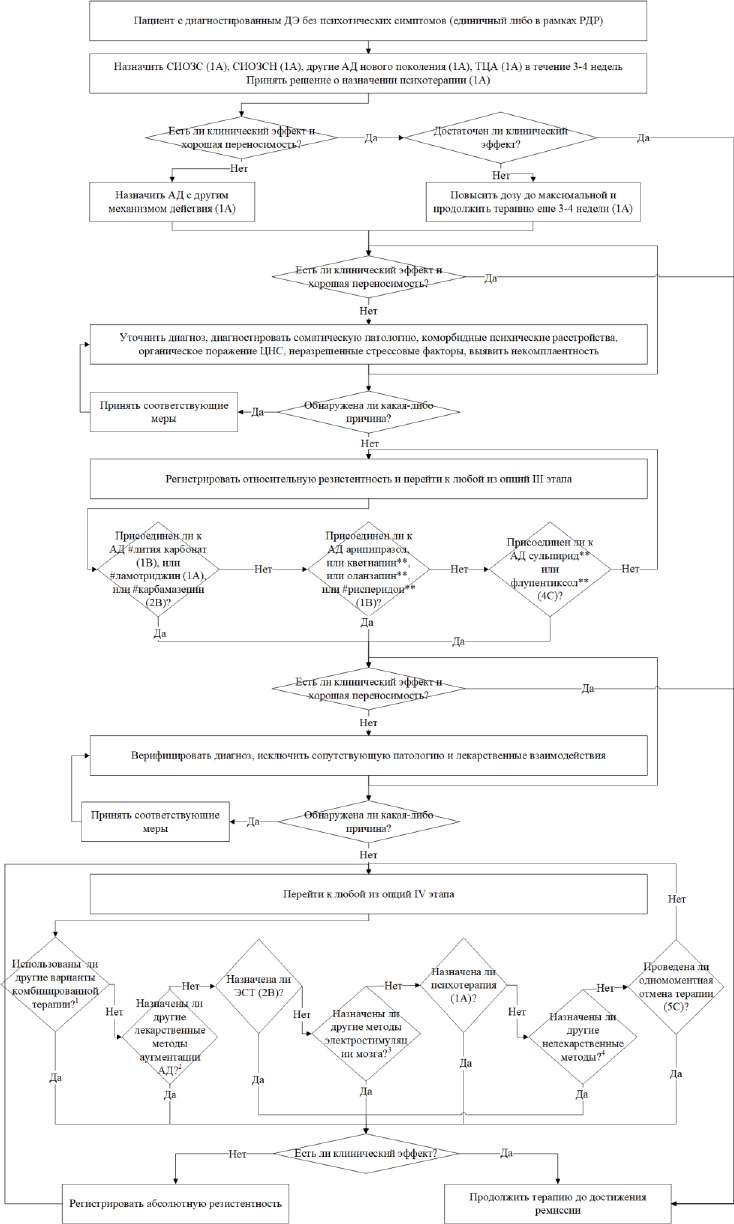 Пациент с диагностированным ДЭ без психотических симптомов (единичный либо в рамках РДР)
Назначить СИОЗС (1А), СИОЗСН (1А), другие АД нового поколения (1А), ТЦА (1А) в течение 3-4 недель
Принять решение о назначении психотерапии (1А)
Есть ли клинический эффект и
хорошая переносимость?
Да
Достаточен ли клинический
эффект?
Да
Нет
Нет
Назначить АД с другим
механизмом действия (1А)
Повысить дозу до максимальной и
продолжить терапию еще 3-4 недели (1А)
Есть ли клинический эффект и
хорошая переносимость?
Да
Нет
Уточнить диагноз, диагностировать соматическую патологию, коморбидные психические расстройства,
органическое поражение ЦНС, неразрешенные стрессовые факторы, выявить некомплаентность
Принять соответствующие
меры
Да
Обнаружена ли какая-либо
причина?
Нет
Регистрировать относительную резистентность и перейти к любой из опций III этапа
Присоединен ли к
АД #лития карбонат
(1В), или
#ламотриджин (1А),
или #карбамазепин
(2В)?
Нет
Присоединен ли к
АД арипипразол,
или кветиапин**,
или оланзапин**,
или #рисперидон**
(1В)?
Нет
Присоединен ли к
АД сульпирид**
или
флупентиксол**
(4С)?
Нет
Да
Да
Да
Есть ли клинический эффект и
хорошая переносимость?
Да
Нет
Верифицировать диагноз, исключить сопутствующую патологию и лекарственные взаимодействия
Принять соответствующие
меры
Да
Обнаружена ли какая-либо
причина?
Нет
Перейти к любой из опций IV этапа
Нет
Использованы ли
другие варианты
комбинированной
терапии?1
Нет
Назначены ли
другие
лекарственные
методы
аугментации
АД?2
Нет
Назначена ли
ЭСТ (2В)?
Нет
Назначены ли
другие методы
электростимуляц
ии мозга?3
Нет
Назначена ли
психотерапия
(1А)?
Нет
Назначены ли
другие
нелекарственные
методы?4
Нет
Проведена ли
одномоментная
отмена терапии
(5С)?
Да
Да
Да
Да
Да
Да
Да
Есть ли клинический эффект?
Нет
Да
Регистрировать абсолютную резистентность
Продолжить терапию до достижения
ремиссии